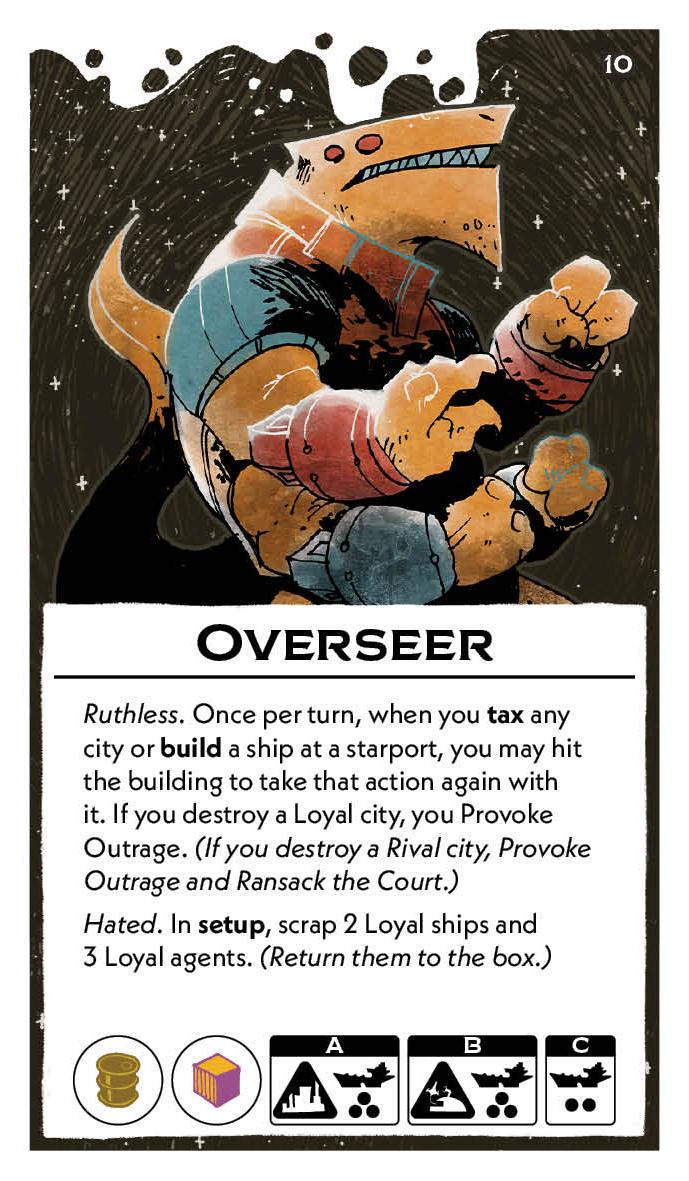 10
OVERSEER
Ruthless. Once per turn, when you tax any
city or build a ship at a starport, you may hit
the building to take that action again with
it. If you destroy a Loyal city, you Provoke
Outrage. (If you destroy a Rival city, Provoke
Outrage and Ransack the Court.)
Hated. In setup, scrap 2 Loyal ships and
3 Loyal agents. (Return them to the box.)
A B C